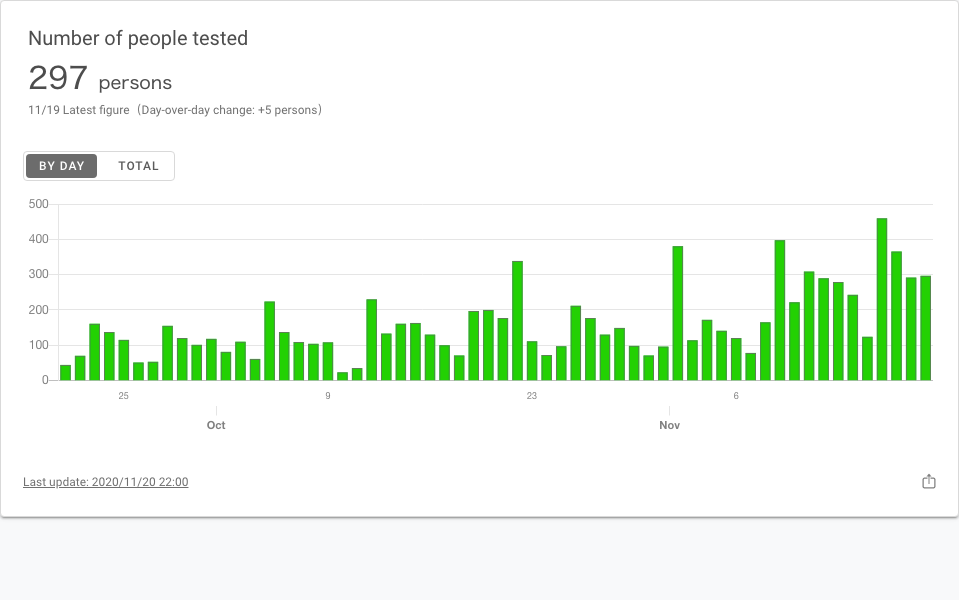 Number of people tested
297 persons
11/19 Latest figure（Day-over-day change: +5 persons）
BY DAY
TOTAL
500
400
300
200
100
0
25
9
23
6
Oct
Nov
Last update: 2020/11/20 22:00